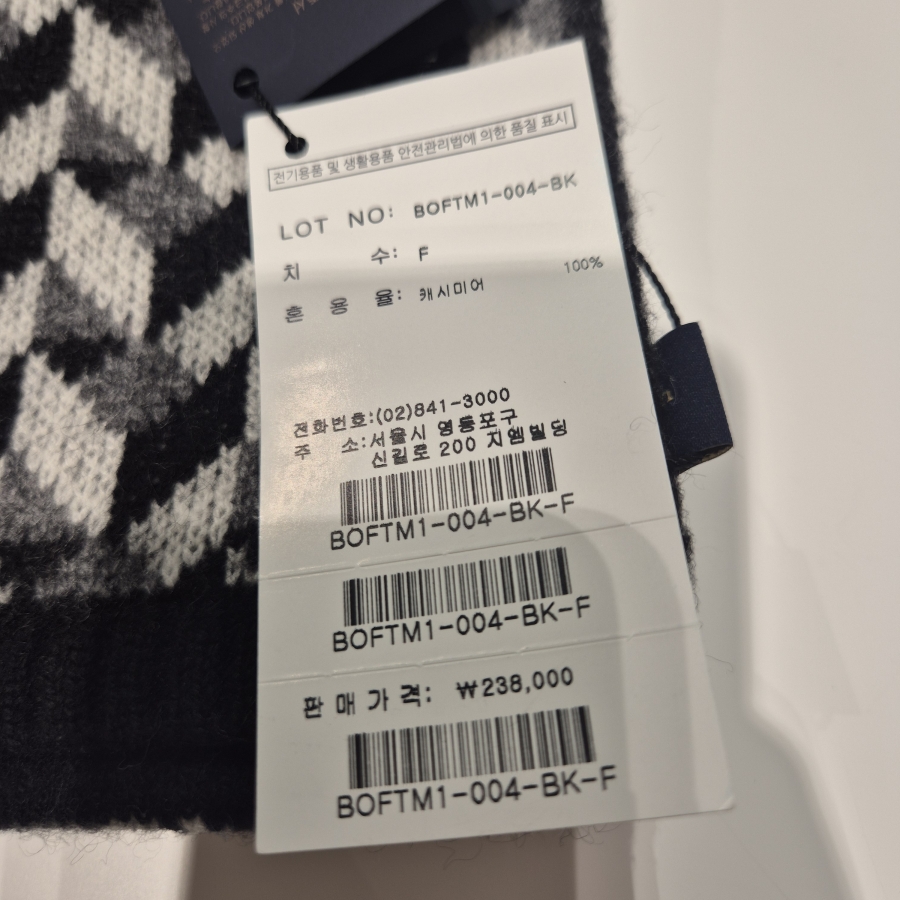 전기용품 및 생활용품 안전관리법에 의한 품질 표시
LOT NO: BOFTM1-004-BK
치 수: F
혼 용 율: 캐시미어 100%
전화번호:(02)841-3000
주 소:서울시 영등포구
신길로 200 지엠빌딩
BOFTM1-004-BK-F
BOFTM1-004-BK-F
판 매 가 격: ₩238,000
BOFTM1-004-BK-F